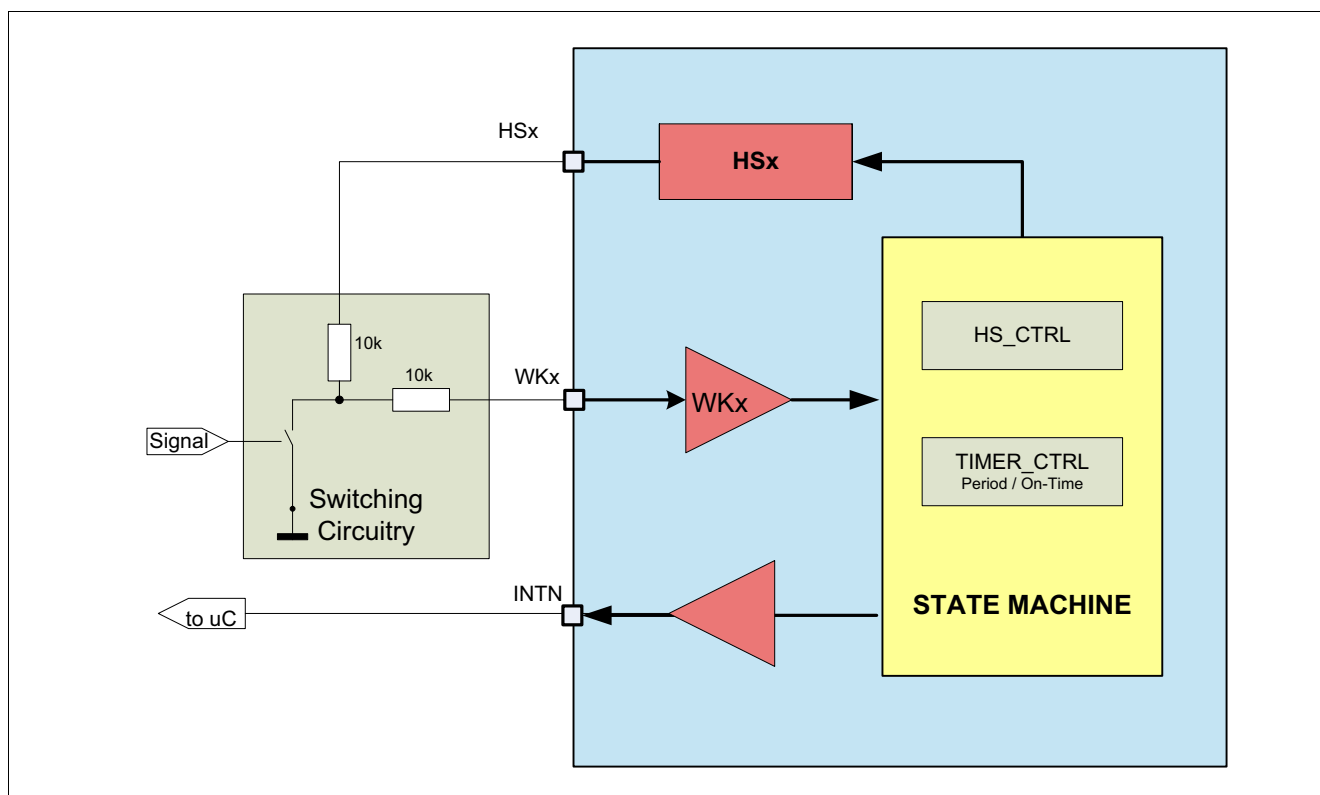 HSx
HSx
10k
10k
WKx
WKx
HS_CTRL
Signal
TIMER_CTRL
Period / On-Time
Switching
Circuitry
INTN
STATE MACHINE
to uC